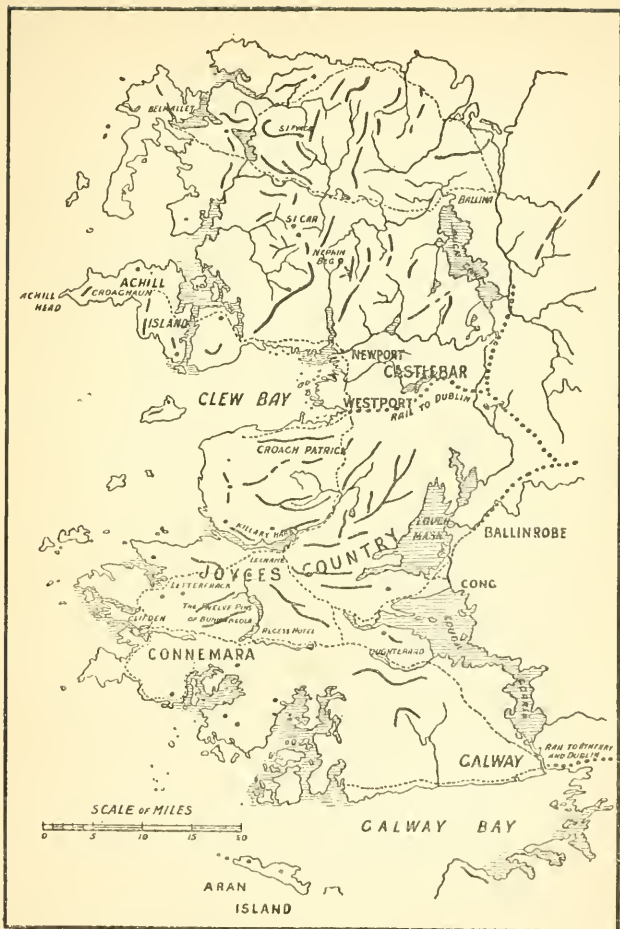 BELMULLET
BALLINA
NEPHIN
BEG
ACHILL
CROAGHAUN
ACHILL
HEAD
ISLAND
NEWPORT
CASTLEBAR
CLEW BAY
WESTPORT
RAIL TO DUBLIN
CROAGH PATRICK
KILLARY
LOUGH
MASK
BALLINROBE
JOYCES COUNTRY
LEENANE
LETTERFRACK
CONG
THE TWELVE PINS
OF BUNNABEOLA
CLIFDEN
RECESS HOTEL
LOUGH
CORRIB
CONNEMARA
OUGHTERARD
GALWAY
RAIL TO ATHENRY
AND DUBLIN
SCALE OF MILES
0 5 10 15 20
GALWAY BAY
ARAN
ISLAND